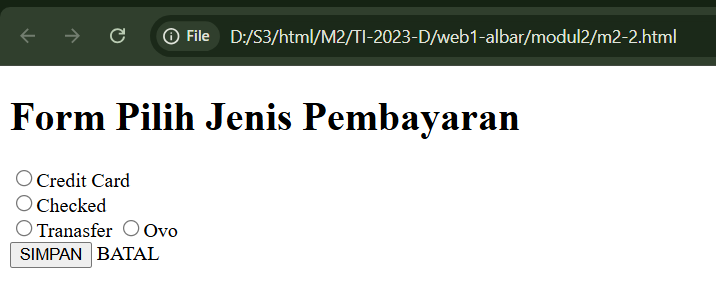 File D:/S3/html/M2/TI-2023-D/web1-albar/modul2/m2-2.html
Form Pilih Jenis Pembayaran
Credit Card
Checked
Tranasfer Ovo
SIMPAN BATAL